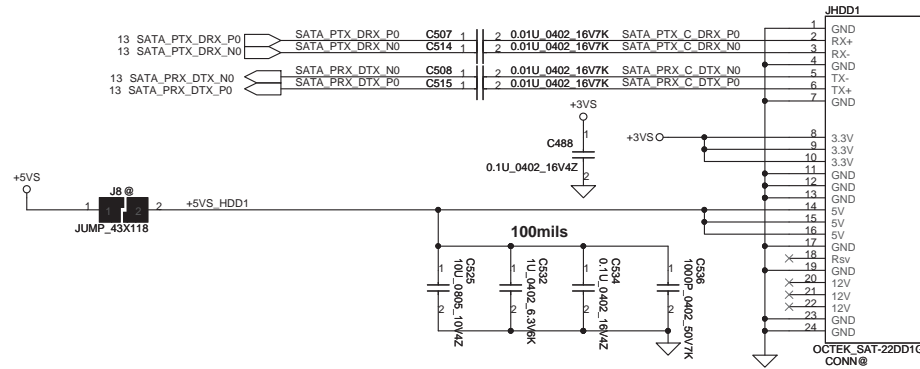 JHDD1
1 GND
13 SATA_PTX_DRX_P0 SATA_PTX_DRX_P0 C507 1 2 0.01U_0402_16V7K SATA_PTX_C_DRX_P0 2 RX+
13 SATA_PTX_DRX_N0 SATA_PTX_DRX_N0 C514 1 2 0.01U_0402_16V7K SATA_PTX_C_DRX_N0 3 RX-
4 GND
13 SATA_PRX_DTX_N0 SATA_PRX_DTX_N0 C508 1 2 0.01U_0402_16V7K SATA_PRX_C_DTX_N0 5 TX-
13 SATA_PRX_DTX_P0 SATA_PRX_DTX_P0 C515 1 2 0.01U_0402_16V7K SATA_PRX_C_DTX_P0 6 TX+
7 GND
+3VS
C488
1
2
0.1U_0402_16V4Z
+3VS 8 3.3V
9 3.3V
10 3.3V
11 GND
12 GND
13 GND
+5VS
J8 @
1 1 2 2 +5VS_HDD1 14 5V
JUMP_43X118
15 5V
16 5V
17 GND
18 Rsv
19 GND
20 12V
21 12V
22 12V
23 GND
24 GND
100mils
1 2 C525
10U_0805_10V4Z
1 2 C532
1U_0402_6.3V6K
1 2 C534
0.1U_0402_16V4Z
1 2 C536
1000P_0402_50V7K
OCTEK_SAT-22DD1G
CONN@